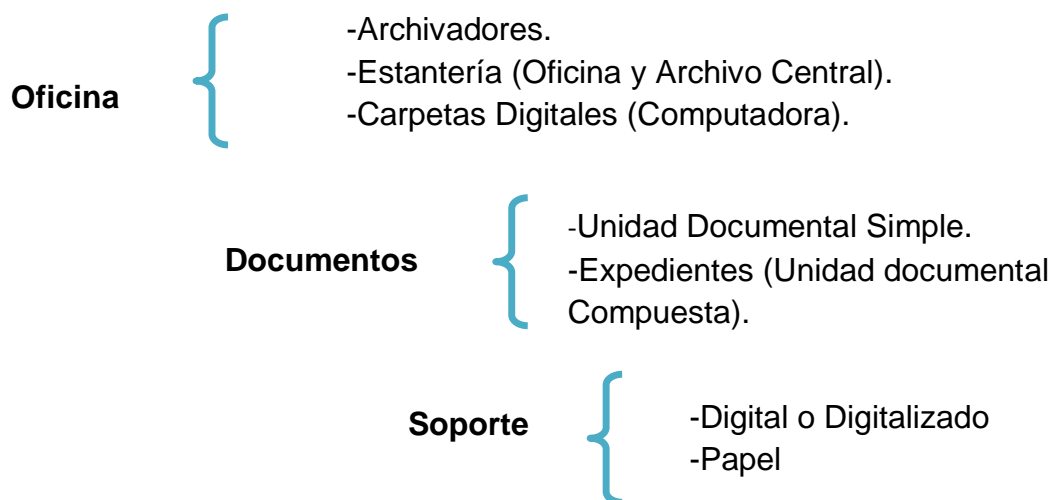 Oficina
-Archivadores.
-Estantería (Oficina y Archivo Central).
-Carpetas Digitales (Computadora).
Documentos
-Unidad Documental Simple.
-Expedientes (Unidad documental
Compuesta).
Soporte
-Digital o Digitalizado
-Papel